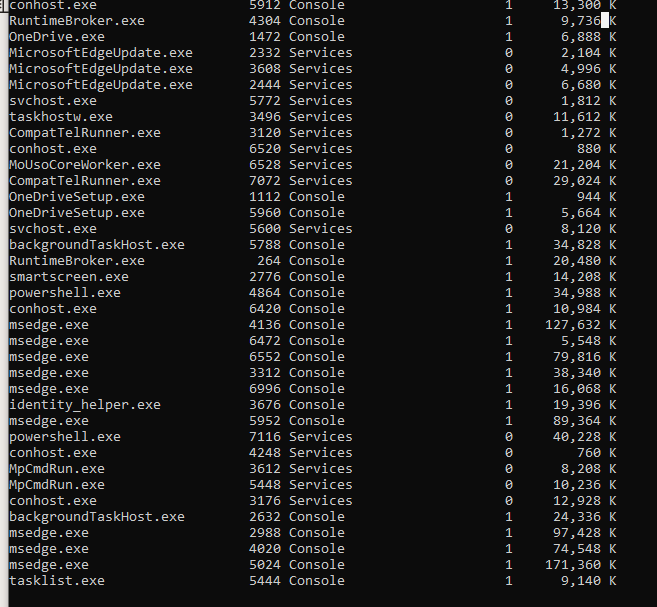 conhost.exe 5912 Console 1 13,300 K
RuntimeBroker.exe 4304 Console 1 9,736 K
OneDrive.exe 1472 Console 1 6,888 K
MicrosoftEdgeUpdate.exe 2332 Services 0 2,104 K
MicrosoftEdgeUpdate.exe 3608 Services 0 4,996 K
MicrosoftEdgeUpdate.exe 2444 Services 0 6,680 K
svchost.exe 5772 Services 0 1,812 K
taskhostw.exe 3496 Services 0 11,612 K
CompatTelRunner.exe 3120 Services 0 1,272 K
conhost.exe 6520 Services 0 880 K
MoUsoCoreWorker.exe 6528 Services 0 21,204 K
CompatTelRunner.exe 7072 Services 0 29,024 K
OneDriveSetup.exe 1112 Console 1 944 K
OneDriveSetup.exe 5960 Console 1 5,664 K
svchost.exe 5600 Services 0 8,120 K
backgroundTaskHost.exe 5788 Console 1 34,828 K
RuntimeBroker.exe 264 Console 1 20,480 K
smartscreen.exe 2776 Console 1 14,208 K
powershell.exe 4864 Console 1 34,988 K
conhost.exe 6420 Console 1 10,984 K
msedge.exe 4136 Console 1 127,632 K
msedge.exe 6472 Console 1 5,548 K
msedge.exe 6552 Console 1 79,816 K
msedge.exe 3312 Console 1 38,340 K
msedge.exe 6996 Console 1 16,068 K
identity_helper.exe 3676 Console 1 19,396 K
msedge.exe 5952 Console 1 89,364 K
powershell.exe 7116 Services 0 40,228 K
conhost.exe 4248 Services 0 760 K
MpCmdRun.exe 3612 Services 0 8,208 K
MpCmdRun.exe 5448 Services 0 10,236 K
conhost.exe 3176 Services 0 12,928 K
backgroundTaskHost.exe 2632 Console 1 24,336 K
msedge.exe 2988 Console 1 97,428 K
msedge.exe 4020 Console 1 74,548 K
msedge.exe 5024 Console 1 171,360 K
tasklist.exe 5444 Console 1 9,140 K